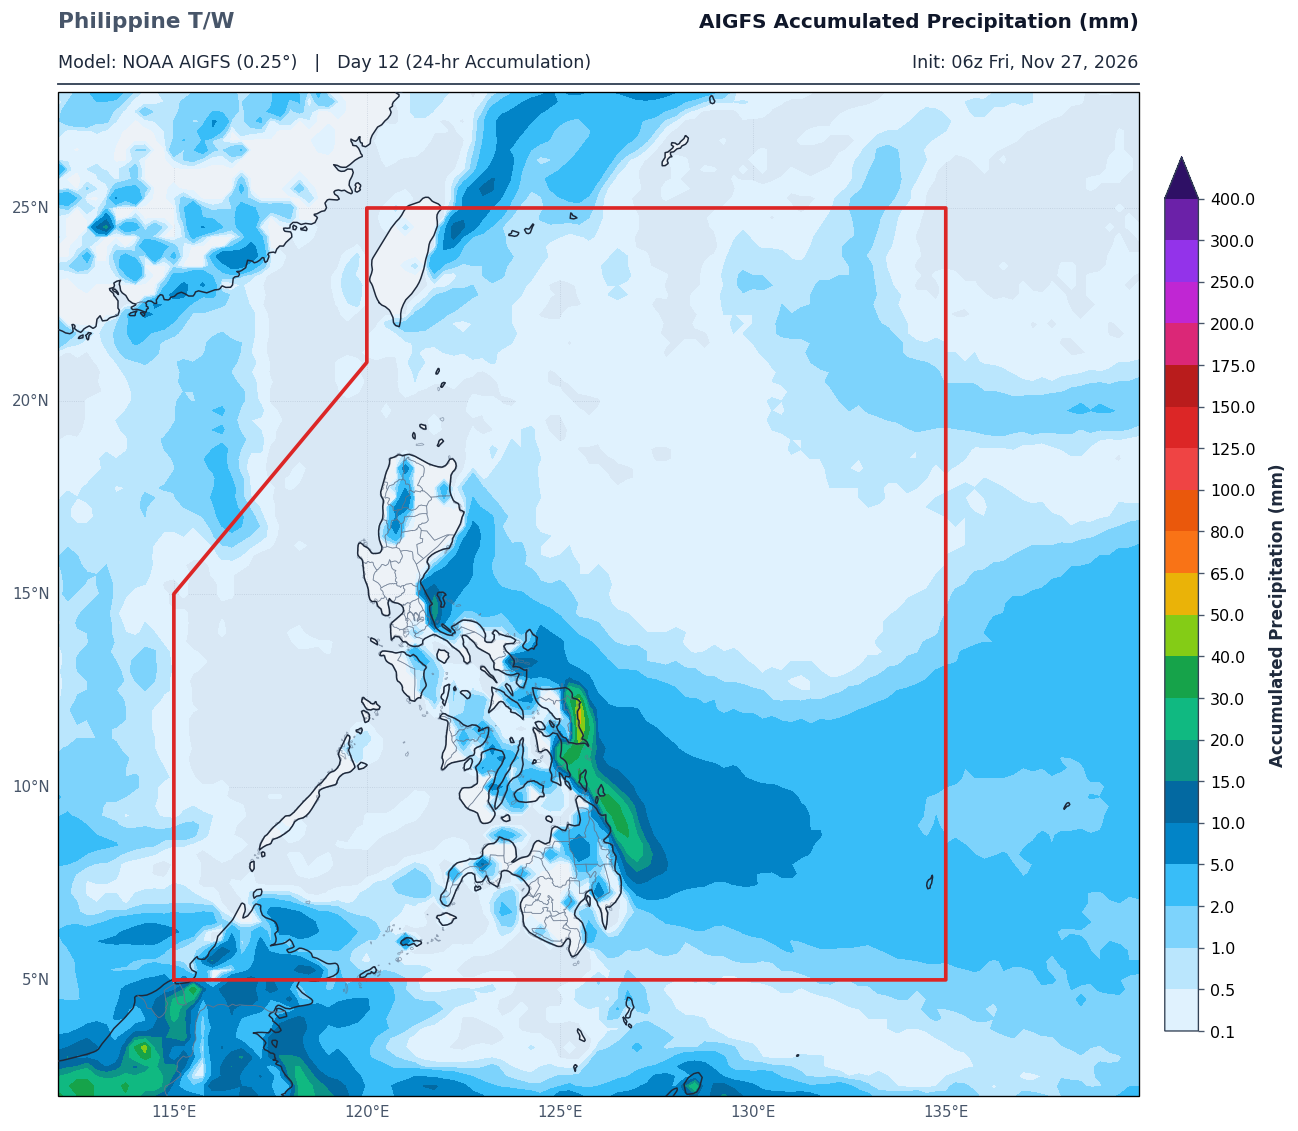 Philippine T/W
AIGFS Accumulated Precipitation (mm)
Model: NOAA AIGFS (0.25°)   |   Day 12 (24-hr Accumulation)
Init: 06z Fri, Nov 27, 2026
25°N
20°N
15°N
10°N
5°N
115°E
120°E
125°E
130°E
135°E
400.0
300.0
250.0
200.0
175.0
150.0
125.0
100.0
80.0
65.0
50.0
40.0
30.0
20.0
15.0
10.0
5.0
2.0
1.0
0.5
0.1
Accumulated Precipitation (mm)